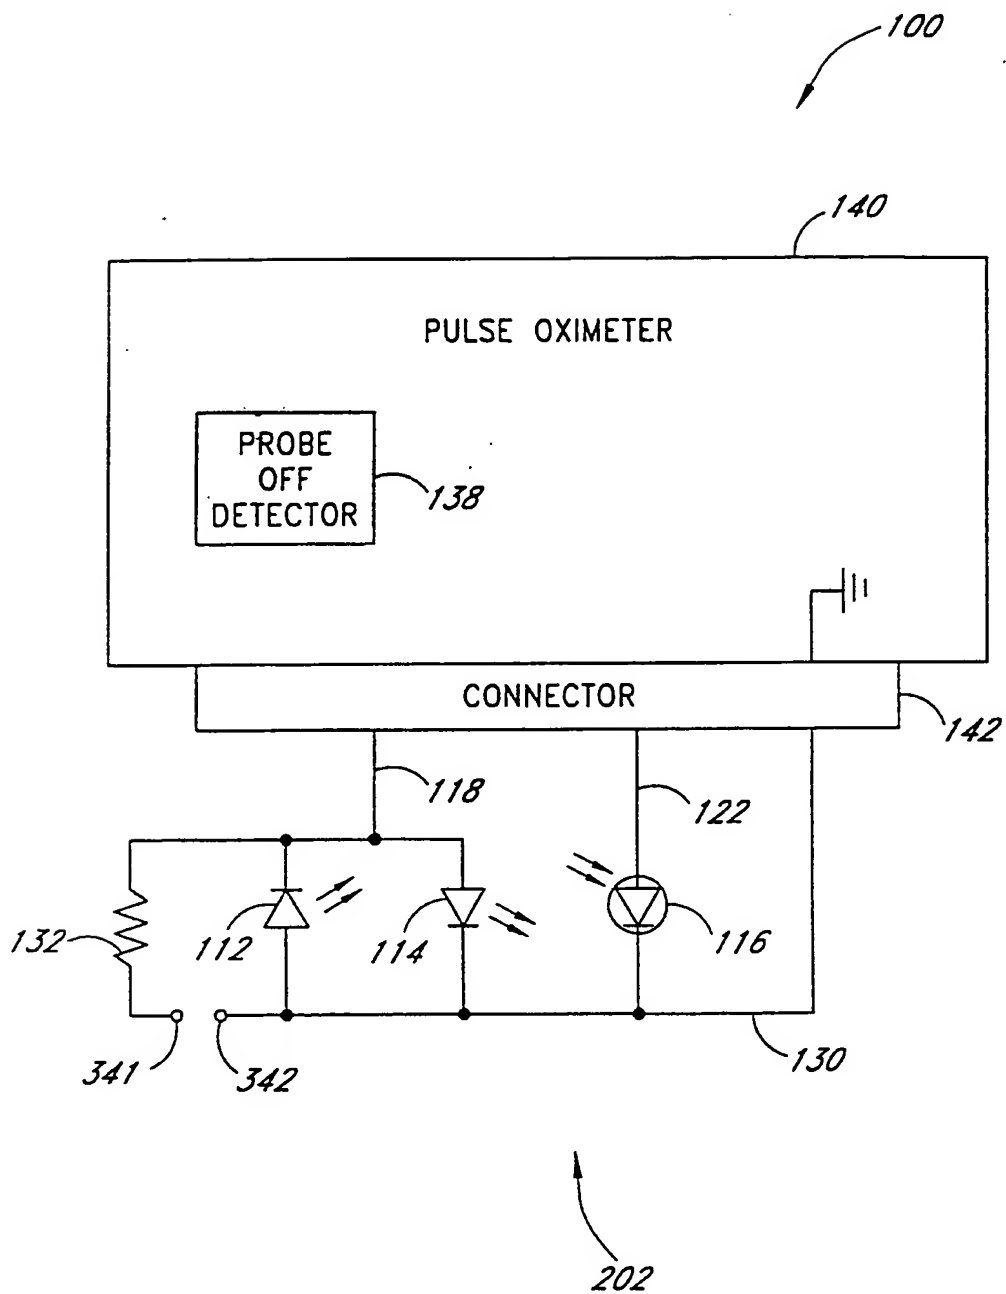 100
140
PULSE OXIMETER
PROBE
OFF
DETECTOR
138
CONNECTOR
142
118
122
132
112
114
116
341
342
130
202